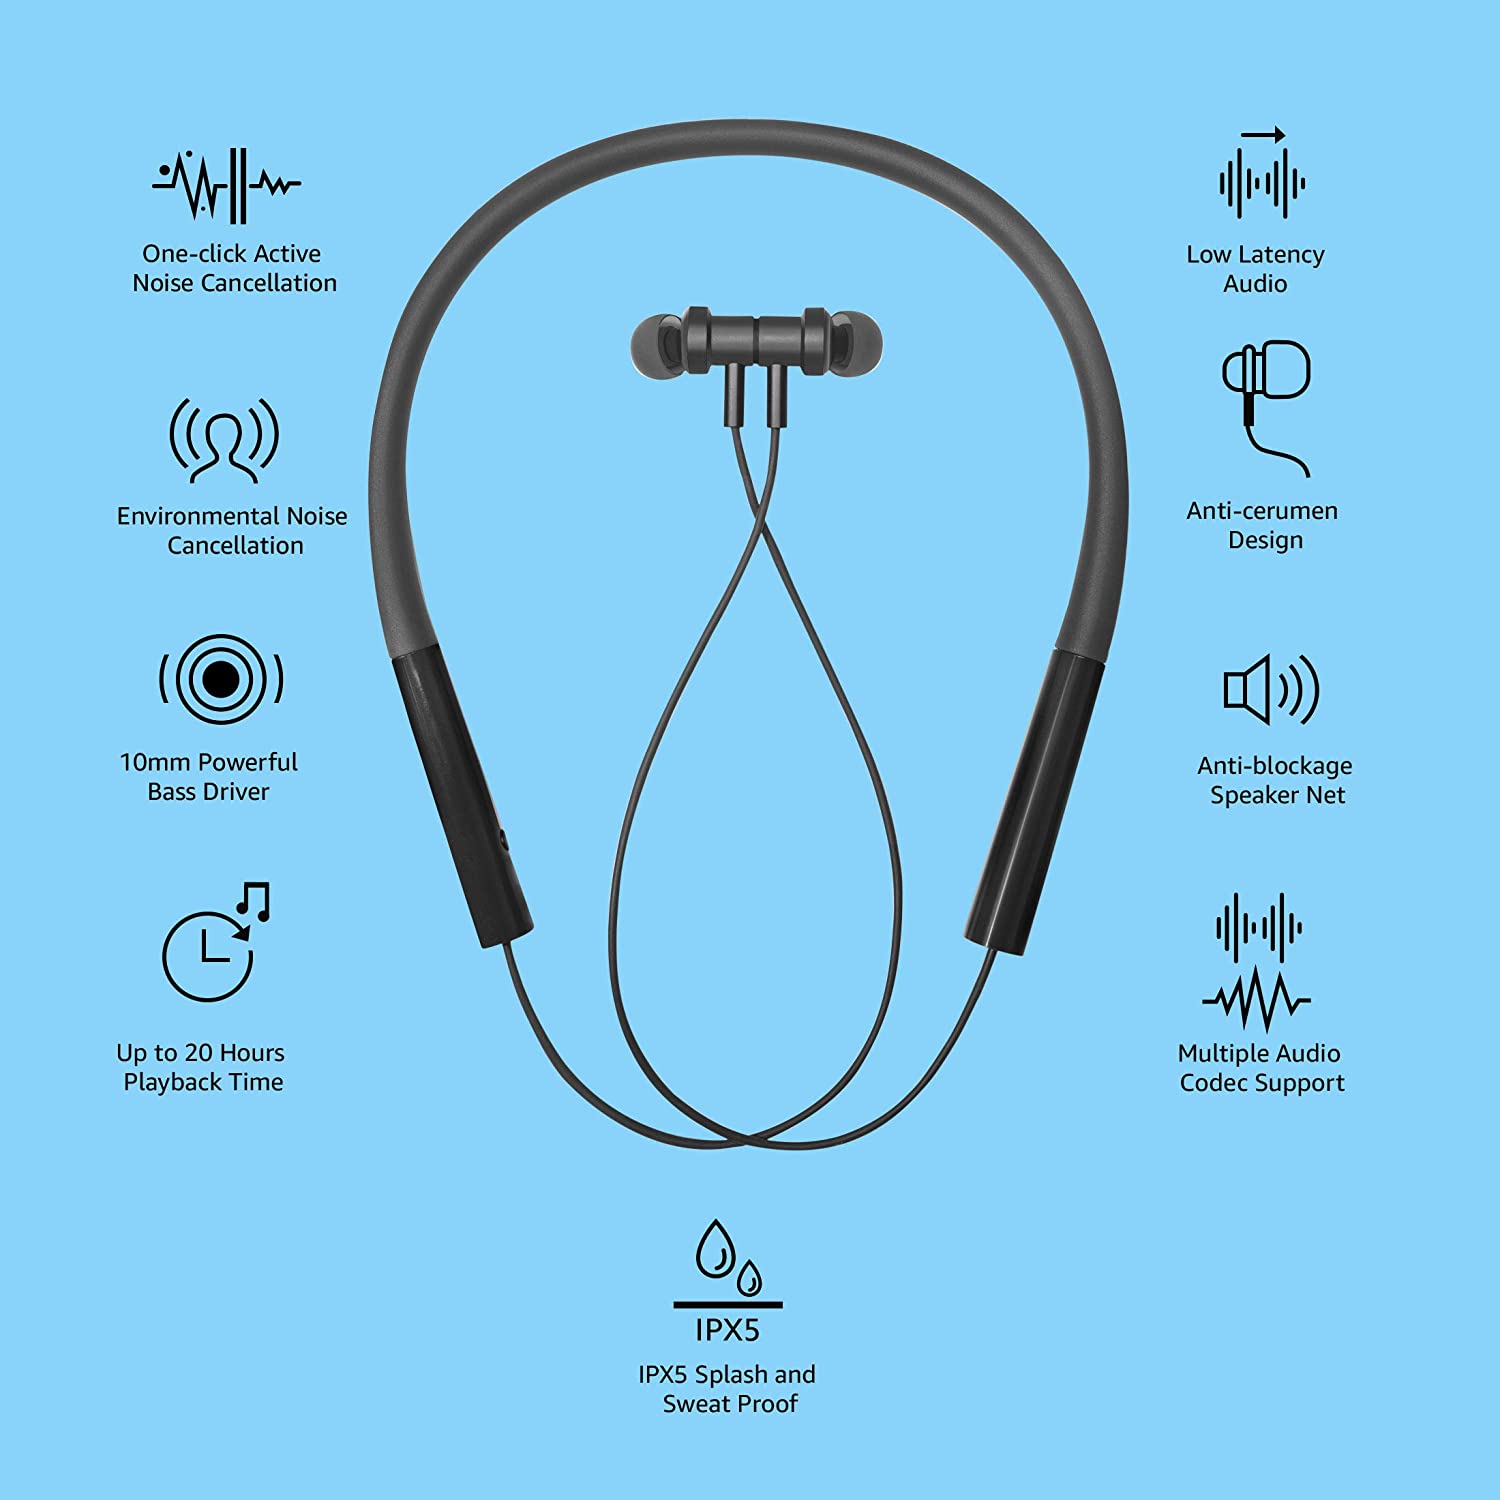 One-click Active
Noise Cancellation
Environmental Noise
Cancellation
10mm Powerful
Bass Driver
Up to 20 Hours
Playback Time
Low Latency
Audio
Anti-cerumen
Design
Anti-blockage
Speaker Net
Multiple Audio
Codec Support
IPX5
IPX5 Splash and
Sweat Proof